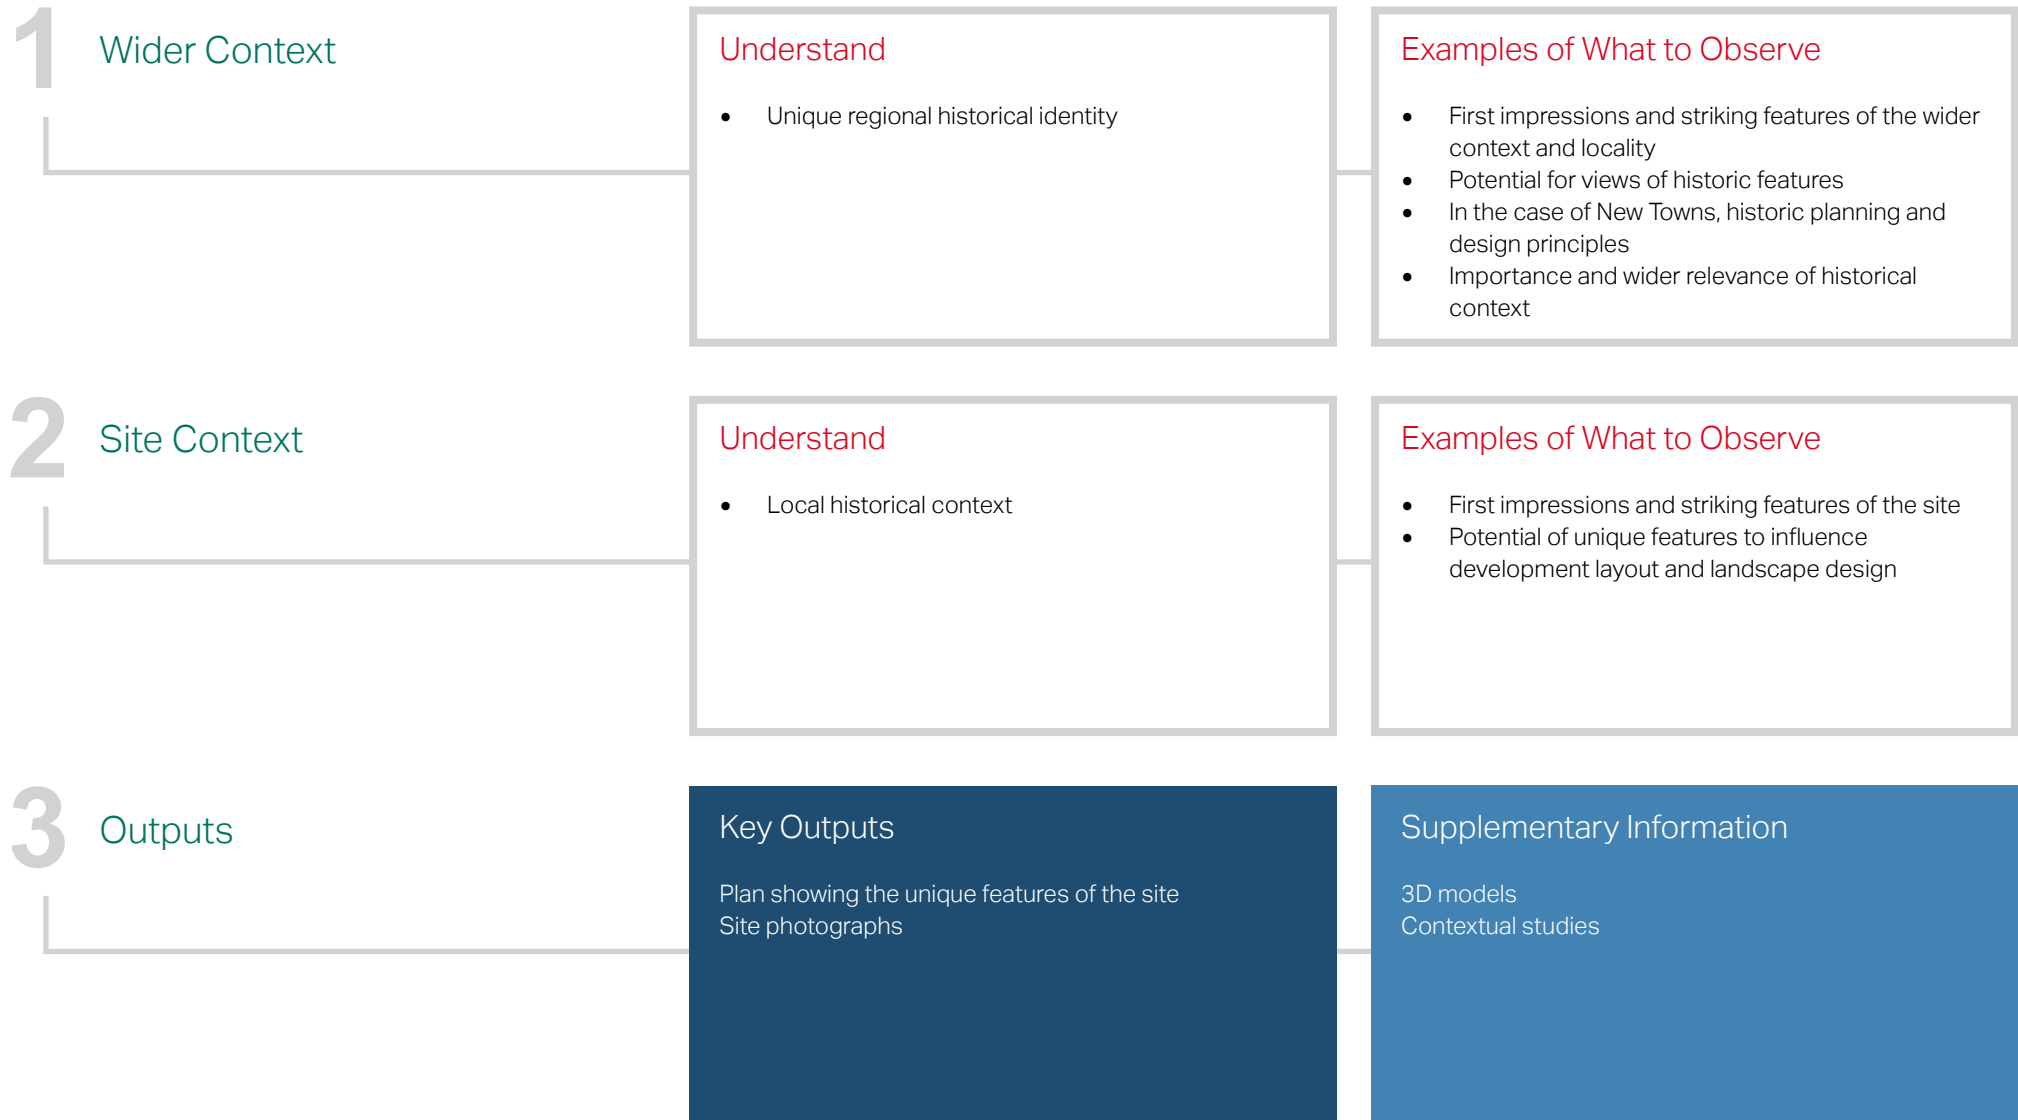 1
Wider Context
Understand
• Unique regional historical identity
Examples of What to Observe
• First impressions and striking features of the wider
context and locality
• Potential for views of historic features
• In the case of New Towns, historic planning and
design principles
• Importance and wider relevance of historical
context
2
Site Context
Understand
• Local historical context
Examples of What to Observe
• First impressions and striking features of the site
• Potential of unique features to influence
development layout and landscape design
3
Outputs
Key Outputs
Plan showing the unique features of the site
Site photographs
Supplementary Information
3D models
Contextual studies